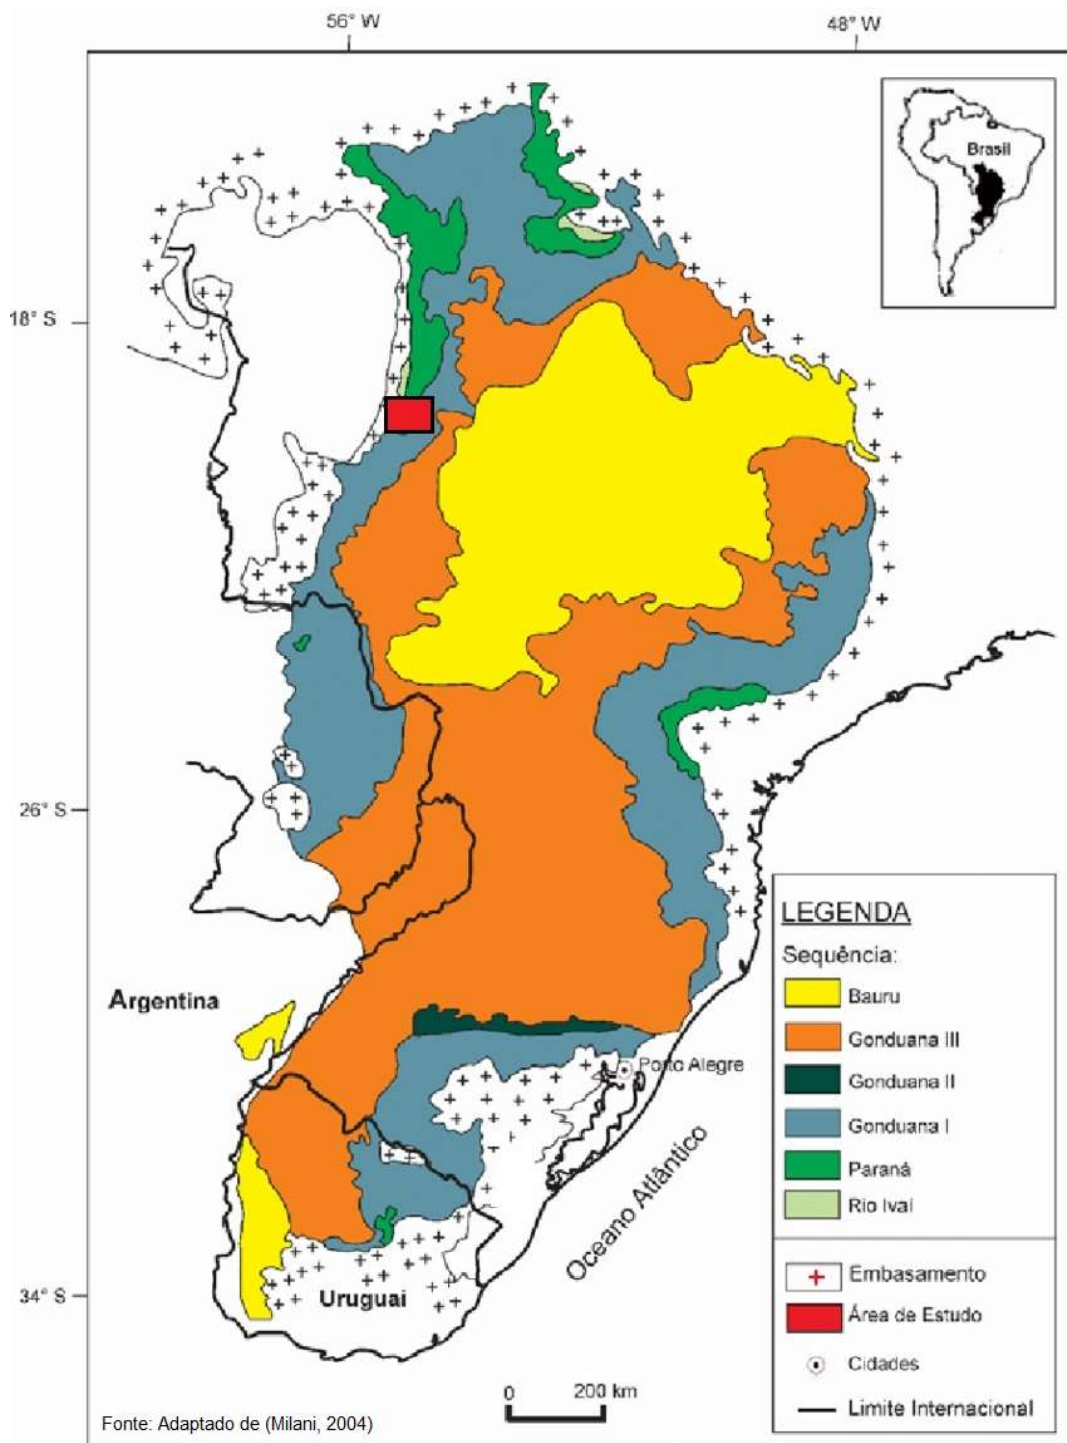 56° W
48° W
Brasil
18° S
26° S
Argentina
Porto Alegre
Oceano Atlântico
34° S
Uruguai
0
200 km
Fonte: Adaptado de (Milani, 2004)
LEGENDA
Sequência:
Bauru
Gonduana III
Gonduana II
Gonduana I
Paraná
Rio Ivaí
Embasamento
Área de Estudo
Cidades
Limite Internacional